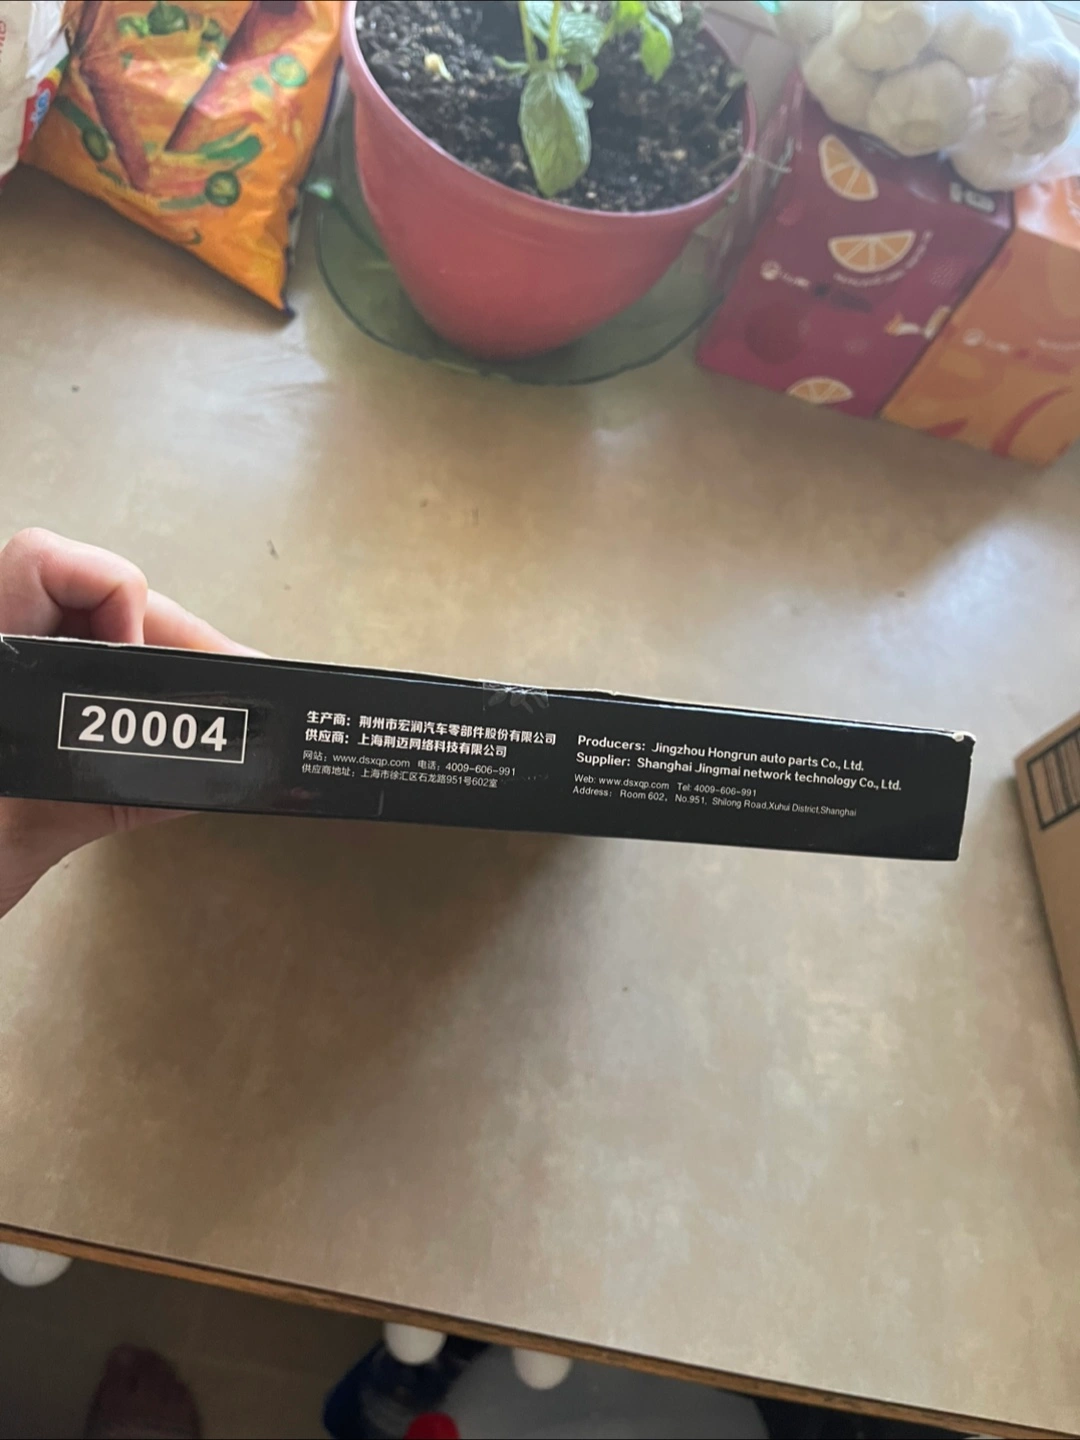 20004
生产商：荆州市宏润汽车零部件股份有限公司
供应商：上海荆迈网络科技有限公司
网站：www.dsxqp.com 电话：4009-606-991
供应商地址：上海市徐汇区石龙路951号602室
Producers: Jingzhou Hongrun auto parts Co., Ltd.
Supplier: Shanghai Jingmai network technology Co., Ltd.
Web: www.dsxqp.com Tel: 4009-606-991
Address: Room 602, No.951, Shilong Road,Xuhui District,Shanghai